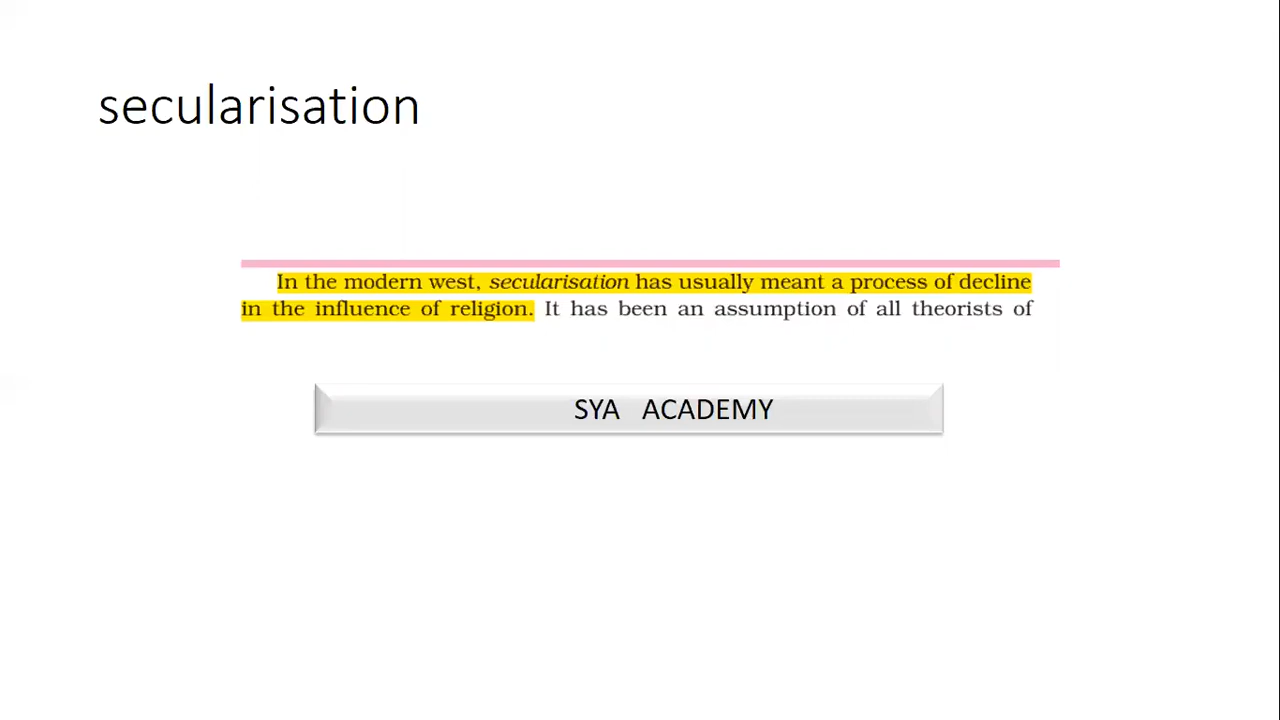 secularisation
In the modern west, secularisation has usually meant a process of decline
in the influence of religion. It has been an assumption of all theorists of
SYA ACADEMY